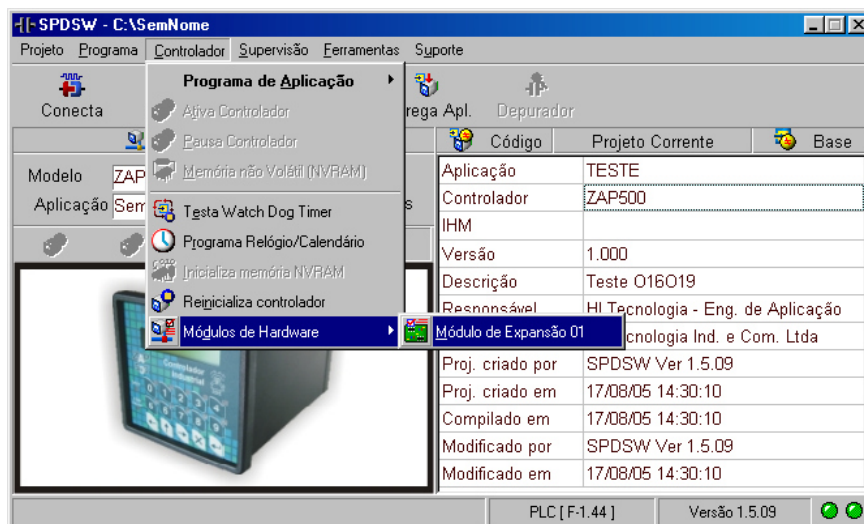 SPDSW - C:\SemNome
Projeto Programa Controlador Supervisão Ferramentas Suporte
Conecta
rega Apl.
Depurador
Programa de Aplicação
Ativa Controlador
Pausa Controlador
Memória não Volátil (NVRAM)
Testa Watch Dog Timer
Programa Relógio/Calendário
Inicializa memória NVRAM
Reinicializa controlador
Módulos de Hardware
Módulo de Expansão 01
Modelo ZAP
Aplicação Sem
s
Código Projeto Corrente Base
Aplicação TESTE
Controlador ZAP500
IHM
Versão 1.000
Descrição Teste O16O19
Responsável HI Tecnologia - Eng. de Aplicação
cnologia Ind. e Com. Ltda
Proj. criado por SPDSW Ver 1.5.09
Proj. criado em 17/08/05 14:30:10
Compilado em 17/08/05 14:30:10
Modificado por SPDSW Ver 1.5.09
Modificado em 17/08/05 14:30:10
Controlador
Industrial
PLC [ F-1.44 ] Versão 1.5.09